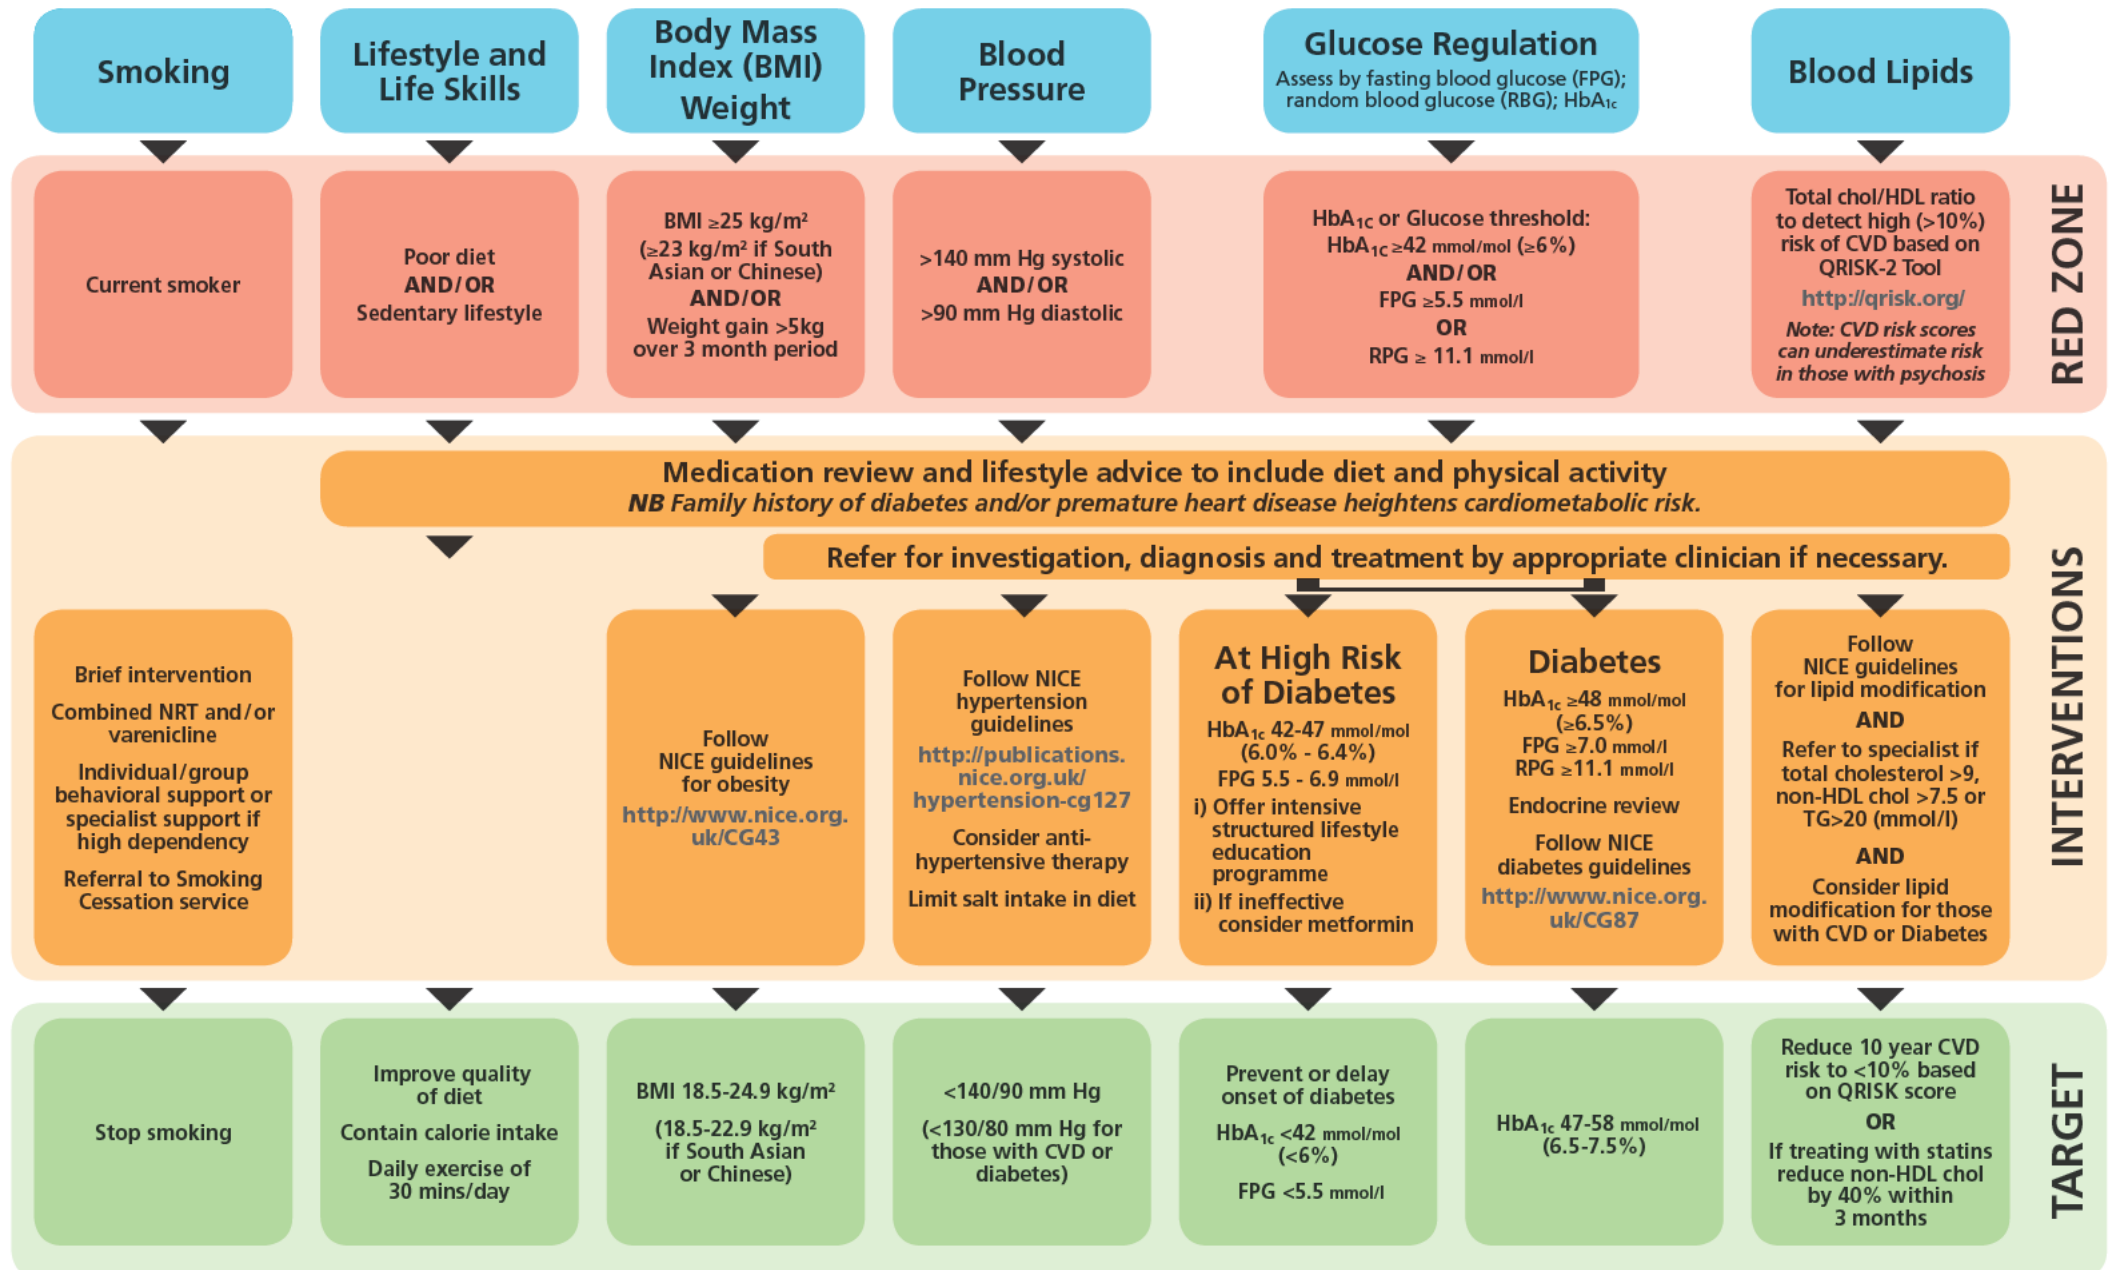 Smoking
Lifestyle and
Life Skills
Body Mass
Index (BMI)
Weight
Blood
Pressure
Glucose Regulation
Assess by fasting blood glucose (FPG);
random blood glucose (RBG); HbA1c
Blood Lipids
RED ZONE
Current smoker
Poor diet
AND/OR
Sedentary lifestyle
BMI ≥25 kg/m²
(≥23 kg/m² if South
Asian or Chinese)
AND/OR
Weight gain >5kg
over 3 month period
>140 mm Hg systolic
AND/OR
>90 mm Hg diastolic
HbA1C or Glucose threshold:
HbA1C ≥42 mmol/mol (≥6%)
AND/OR
FPG ≥5.5 mmol/l
OR
RPG ≥ 11.1 mmol/l
Total chol/HDL ratio
to detect high (>10%)
risk of CVD based on
QRISK-2 Tool
http://qrisk.org/
Note: CVD risk scores
can underestimate risk
in those with psychosis
INTERVENTIONS
Medication review and lifestyle advice to include diet and physical activity
NB Family history of diabetes and/or premature heart disease heightens cardiometabolic risk.
Refer for investigation, diagnosis and treatment by appropriate clinician if necessary.
Brief intervention
Combined NRT and/or
varenicline
Individual/group
behavioral support or
specialist support if
high dependency
Referral to Smoking
Cessation service
Follow
NICE guidelines
for obesity
http://www.nice.org.
uk/CG43
Follow NICE
hypertension
guidelines
http://publications.
nice.org.uk/
hypertension-cg127
Consider anti-
hypertensive therapy
Limit salt intake in diet
At High Risk
of Diabetes
HbA1c 42-47 mmol/mol
(6.0% - 6.4%)
FPG 5.5 - 6.9 mmol/l
i) Offer intensive
structured lifestyle
education
programme
ii) If ineffective
consider metformin
Diabetes
HbA1c ≥48 mmol/mol
(≥6.5%)
FPG ≥7.0 mmol/l
RPG ≥11.1 mmol/l
Endocrine review
Follow NICE
diabetes guidelines
http://www.nice.org.
uk/CG87
Follow
NICE guidelines
for lipid modification
AND
Refer to specialist if
total cholesterol >9,
non-HDL chol >7.5 or
TG>20 (mmol/l)
AND
Consider lipid
modification for those
with CVD or Diabetes
TARGET
Stop smoking
Improve quality
of diet
Contain calorie intake
Daily exercise of
30 mins/day
BMI 18.5-24.9 kg/m²
(18.5-22.9 kg/m²
if South Asian
or Chinese)
<140/90 mm Hg
(<130/80 mm Hg for
those with CVD or
diabetes)
Prevent or delay
onset of diabetes
HbA1c <42 mmol/mol
(<6%)
FPG <5.5 mmol/l
HbA1c 47-58 mmol/mol
(6.5-7.5%)
Reduce 10 year CVD
risk to <10% based
on QRISK score
OR
If treating with statins
reduce non-HDL chol
by 40% within
3 months